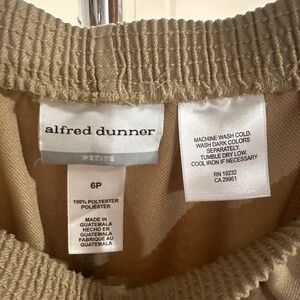 alfred dunner
PETITE
6P
100% POLYESTER
POLIÉSTER
MADE IN
GUATEMALA
HECHO EN
GUATEMALA
FABRIQUÉ AU
GUATEMALA
MACHINE WASH COLD.
WASH DARK COLORS
SEPARATELY.
TUMBLE DRY LOW.
COOL IRON IF NECESSARY
RN 19232
CA 29961